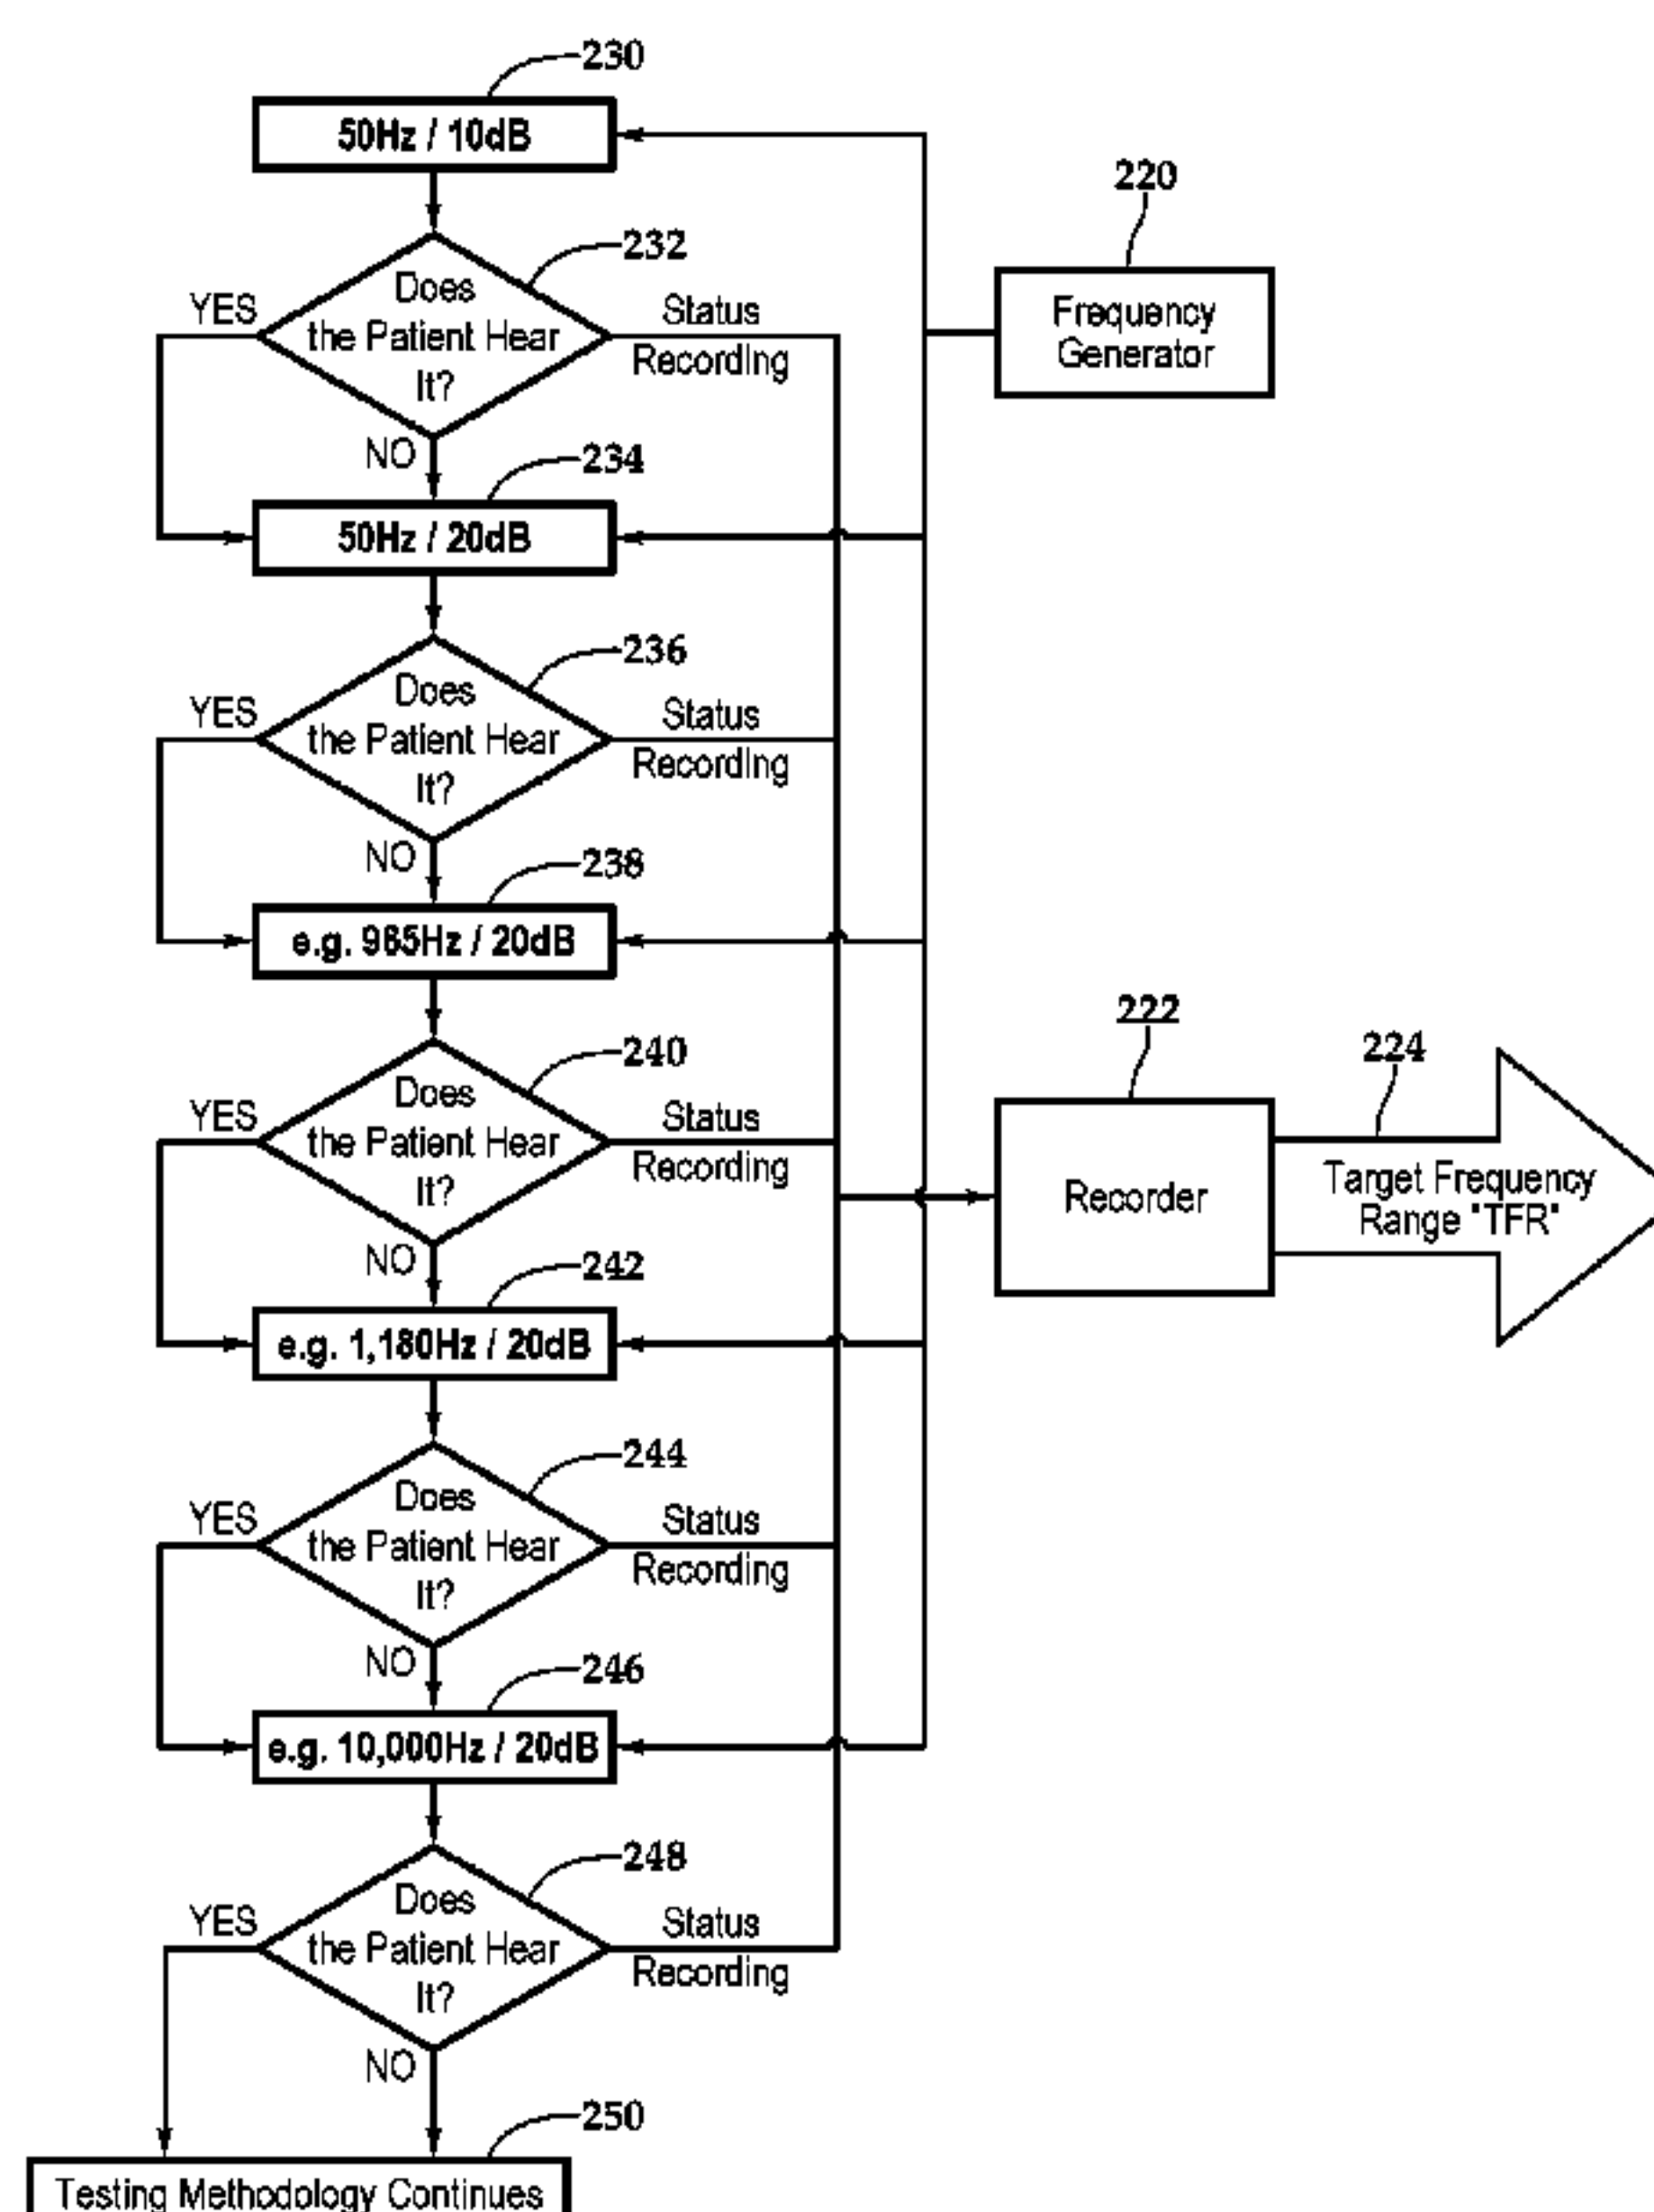 230
50Hz / 10dB
220
232
Does
the Patient Hear
It?
YES
Status
Recording
NO
Frequency
Generator
234
50Hz / 20dB
236
Does
the Patient Hear
It?
YES
Status
Recording
NO
238
e.g. 965Hz / 20dB
240
Does
the Patient Hear
It?
YES
Status
Recording
NO
222
Recorder
224
Target Frequency
Range "TFR"
242
e.g. 1,180Hz / 20dB
244
Does
the Patient Hear
It?
YES
Status
Recording
NO
246
e.g. 10,000Hz / 20dB
248
Does
the Patient Hear
It?
YES
Status
Recording
NO
250
Testing Methodology Continues